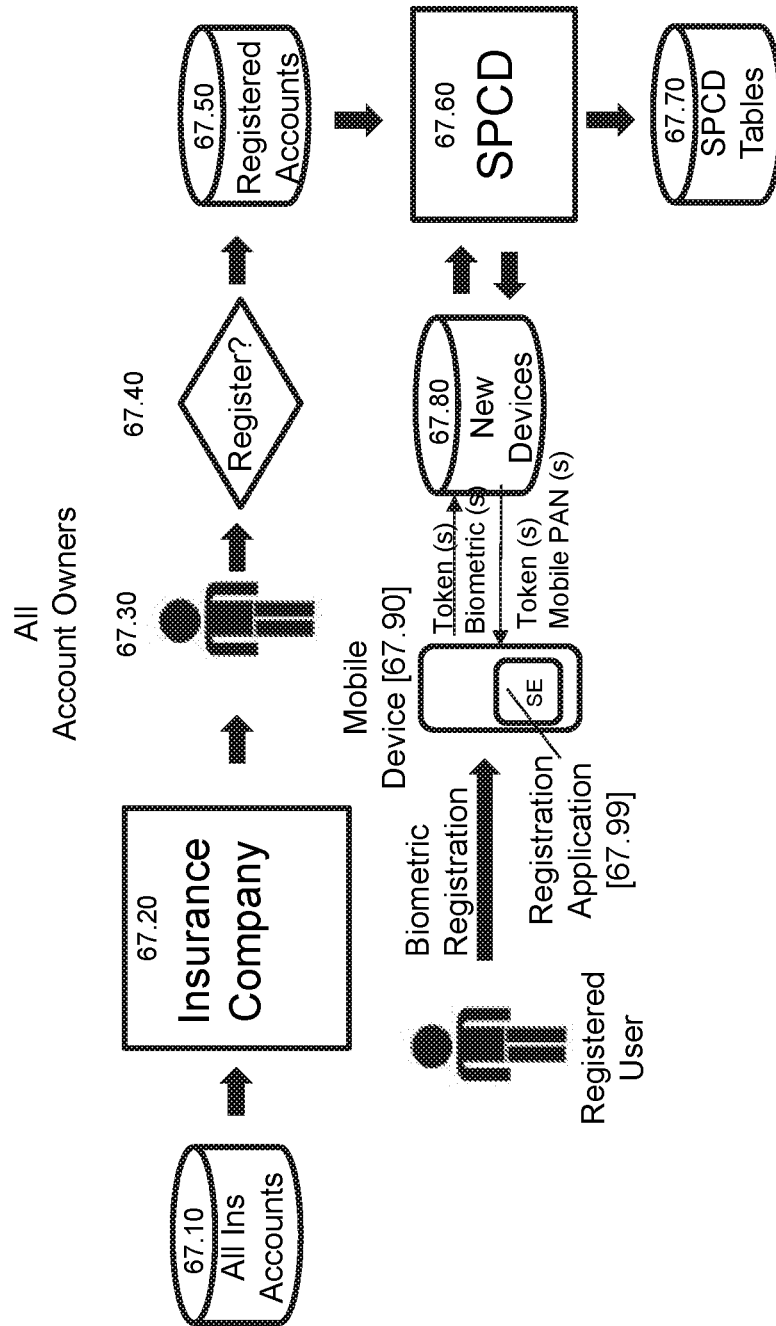 67.10
All Ins
Accounts
67.20
Insurance
Company
All
Account Owners
67.30
67.40
Register?
67.50
Registered
Accounts
67.60
SPCD
67.70
SPCD
Tables
67.80
New
Devices
Token (s)
Biometric (s)
Token (s)
Mobile PAN (s)
Mobile
Device [67.90]
SE
Biometric
Registration
Registration
Application
[67.99]
Registered
User